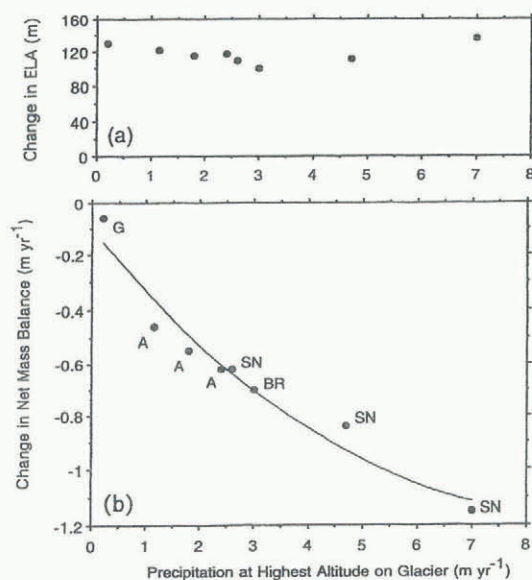 Change in ELA (m)
160
120
80
40
0
(a)
0 1 2 3 4 5 6 7 8
Change in Net Mass Balance (m yr-1)
0
-0.2
-0.4
-0.6
-0.8
-1
-1.2
G
A
A
A
SN
BR
SN
SN
(b)
0 1 2 3 4 5 6 7 8
Precipitation at Highest Altitude on Glacier (m yr-1)